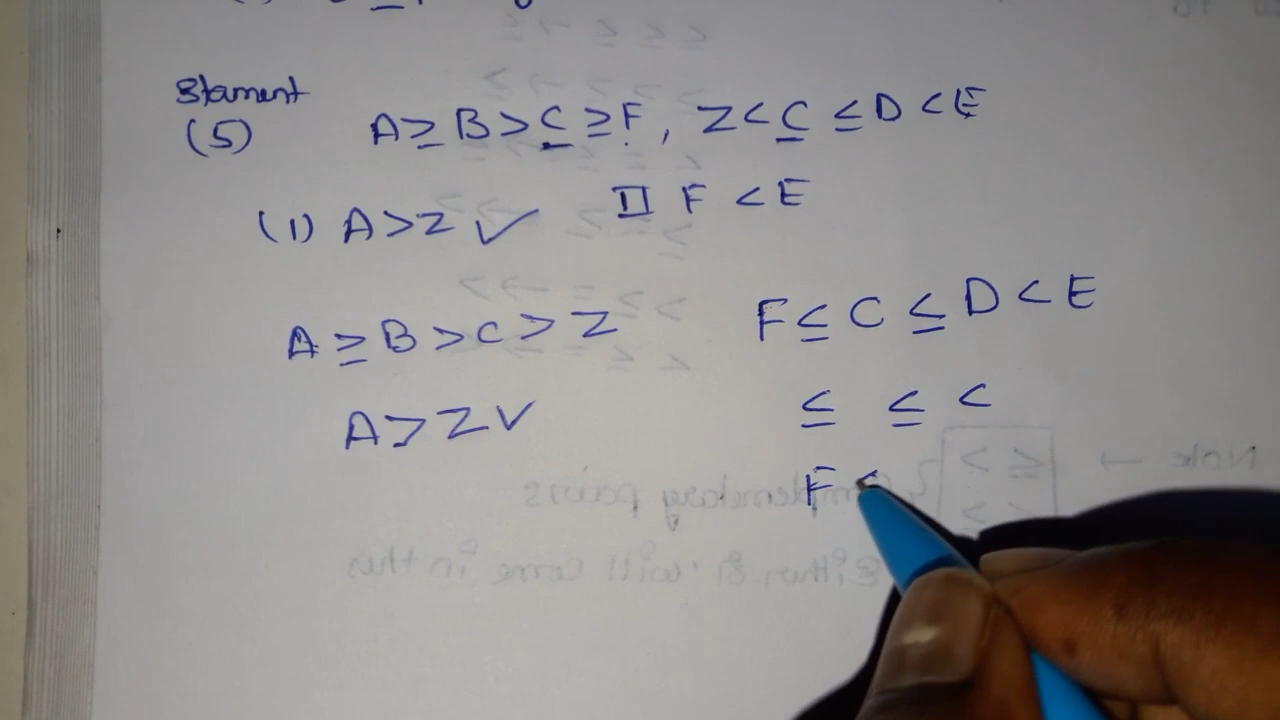 Stament
(5) A ≥ B > C ≥ F, Z < C ≤ D < E
(1) A > Z ✓ II F < E
A ≥ B > C > Z F ≤ C ≤ D < E
A > Z ✓ ≤ ≤ <
F <